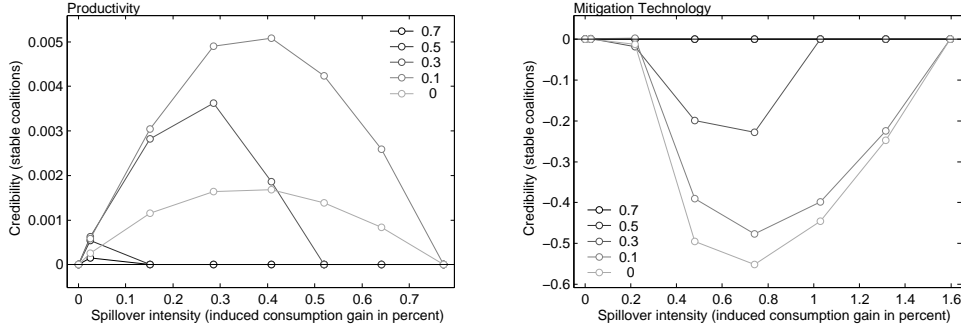 Productivity
Credibility (stable coalitions)
0.005
0.004
0.003
0.002
0.001
0
0.7
0.5
0.3
0.1
0
0 0.1 0.2 0.3 0.4 0.5 0.6 0.7
Spillover intensity (induced consumption gain in percent)
Mitigation Technology
Credibility (stable coalitions)
0
−0.1
−0.2
−0.3
−0.4
−0.5
−0.6
0.7
0.5
0.3
0.1
0
0 0.2 0.4 0.6 0.8 1 1.2 1.4 1.6
Spillover intensity (induced consumption gain in percent)